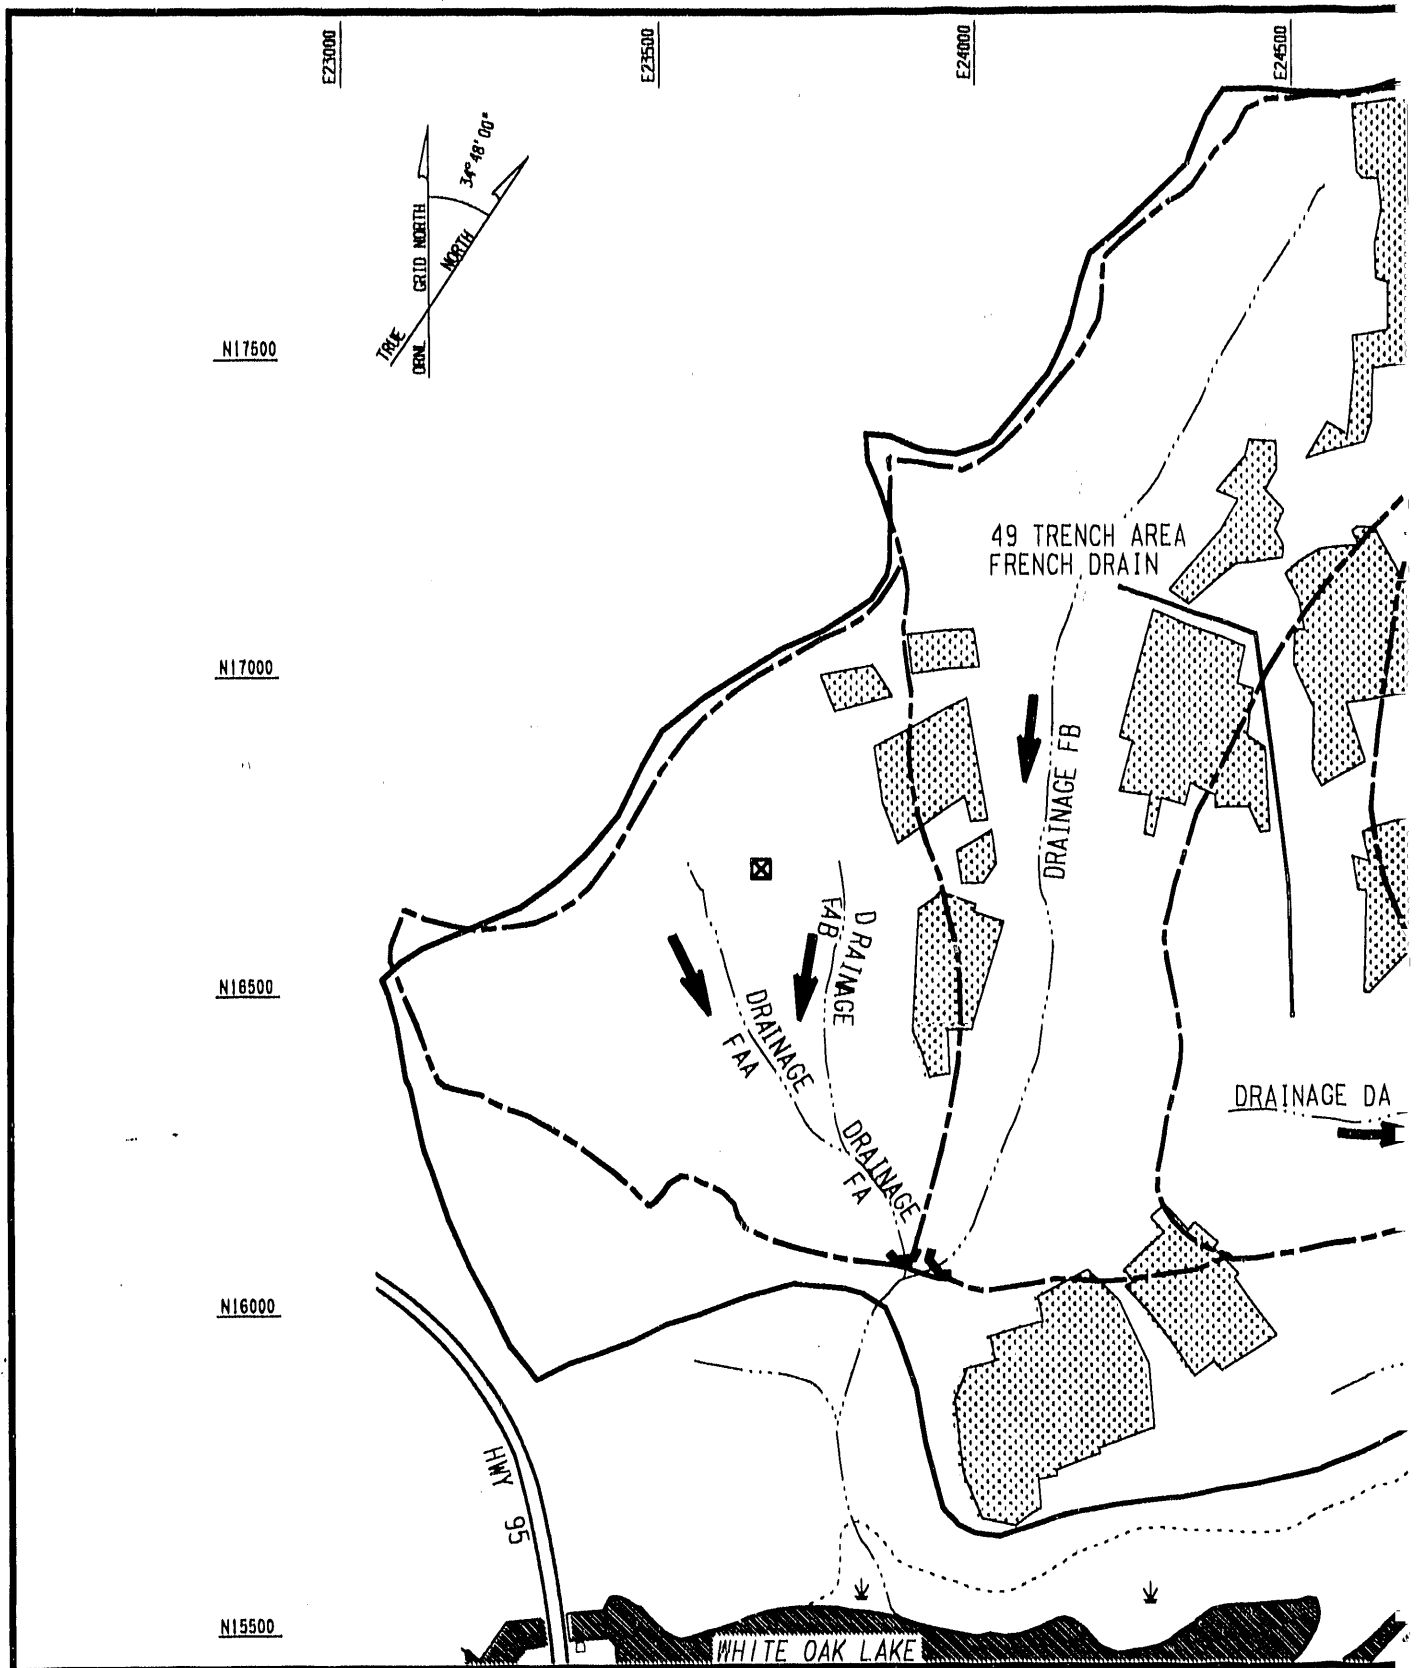 E23000
E23500
E24000
E24500
34°48'00"
ORNL GRID NORTH
TRUE NORTH
N17500
49 TRENCH AREA
FRENCH DRAIN
N17000
DRAINAGE FB
DRAINAGE
FAB
N16500
DRAINAGE
FAA
DRAINAGE DA
DRAINAGE
FA
N16000
HWY 95
N15500
WHITE OAK LAKE